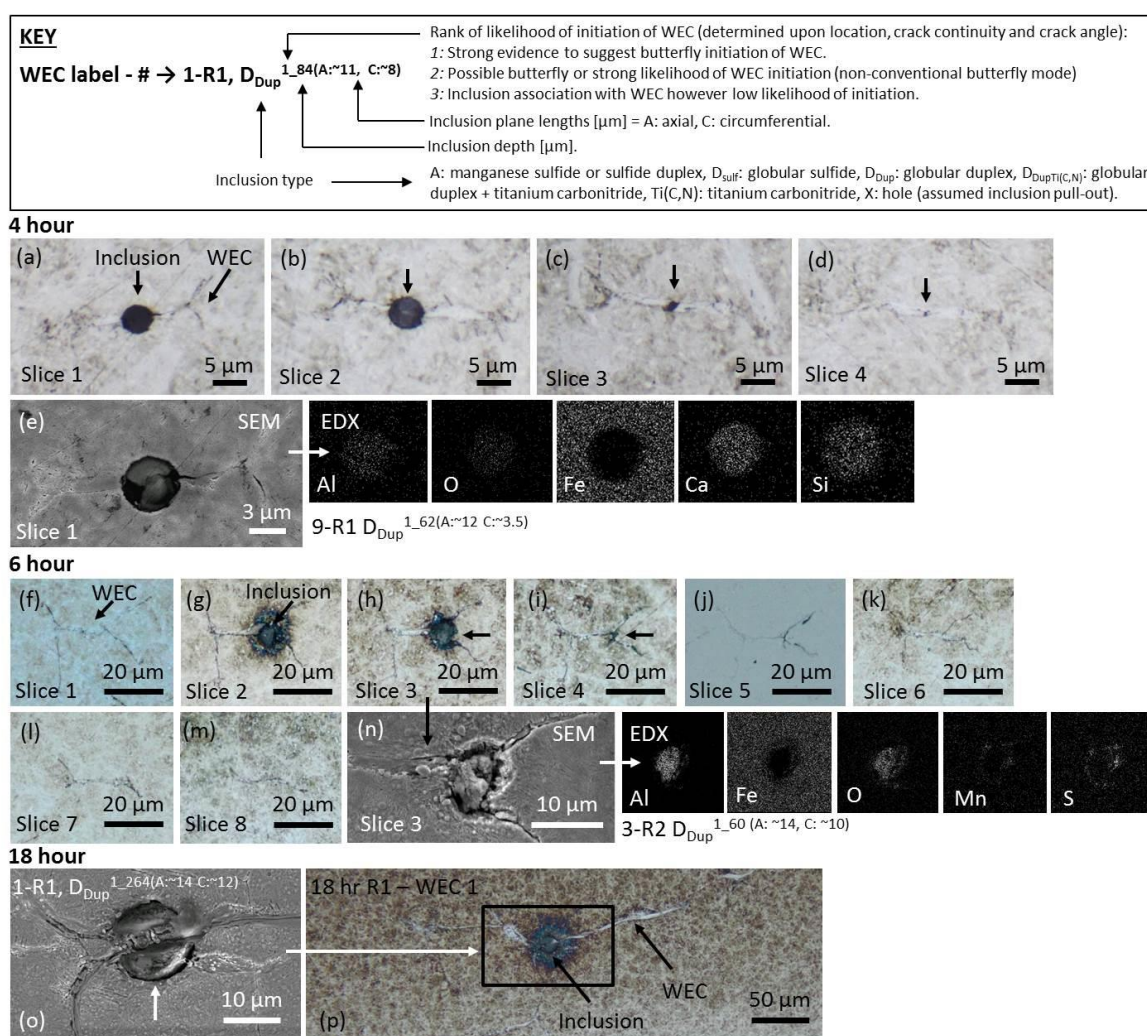 KEY
WEC label - # → 1-R1, D_Dup^1_84(A:~11, C:~8)
Rank of likelihood of initiation of WEC (determined upon location, crack continuity and crack angle):
1: Strong evidence to suggest butterfly initiation of WEC.
2: Possible butterfly or strong likelihood of WEC initiation (non-conventional butterfly mode)
3: Inclusion association with WEC however low likelihood of initiation.
Inclusion plane lengths [µm] = A: axial, C: circumferential.
Inclusion depth [µm].
Inclusion type
A: manganese sulfide or sulfide duplex, D_sulf: globular sulfide, D_Dup: globular duplex, D_DupTi(C,N): globular
duplex + titanium carbonitride, Ti(C,N): titanium carbonitride, X: hole (assumed inclusion pull-out).
4 hour
(a) Inclusion WEC
Slice 1 5 µm
(b)
Slice 2 5 µm
(c)
Slice 3 5 µm
(d)
Slice 4 5 µm
(e) SEM
Slice 1 3 µm
EDX
Al O Fe Ca Si
9-R1 D_Dup^1_62(A:~12 C:~3.5)
6 hour
(f) WEC
20 µm
Slice 1
(g) Inclusion
20 µm
Slice 2
(h)
20 µm
Slice 3
(i)
20 µm
Slice 4
(j)
20 µm
Slice 5
(k)
20 µm
Slice 6
(l)
20 µm
Slice 7
(m)
20 µm
Slice 8
(n) SEM
Slice 3 10 µm
EDX
Al Fe O Mn S
3-R2 D_Dup^1_60 (A: ~14, C: ~10)
18 hour
1-R1, D_Dup^1_264(A:~14 C:~12)
(o) 10 µm
18 hr R1 – WEC 1
WEC
Inclusion
(p) 50 µm